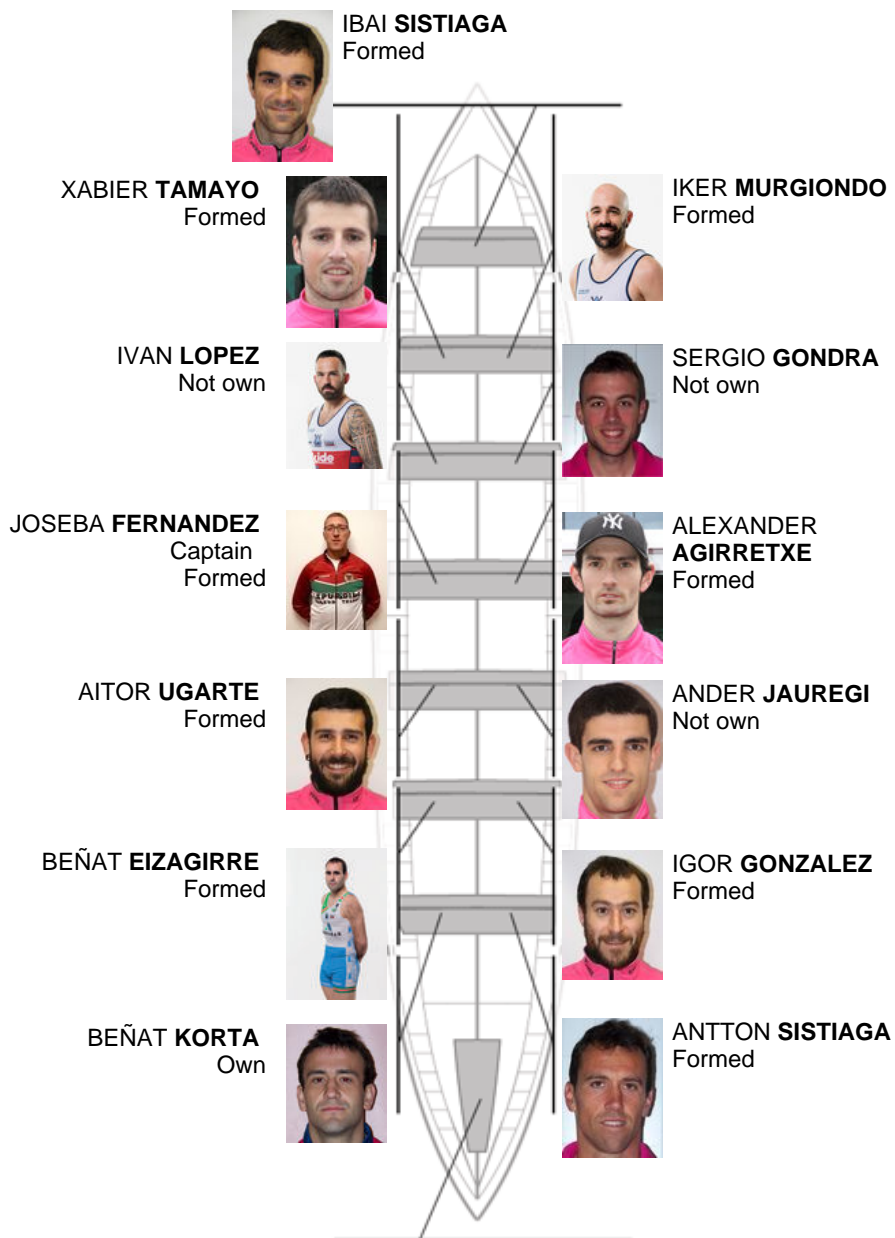 IBAI SISTIAGA
Formed
XABIER TAMAYO
Formed
IKER MURGIONDO
Formed
IVAN LOPEZ
Not own
SERGIO GONDRA
Not own
JOSEBA FERNANDEZ
Captain
Formed
ALEXANDER
AGIRRETXE
Formed
AITOR UGARTE
Formed
ANDER JAUREGI
Not own
BEÑAT EIZAGIRRE
Formed
IGOR GONZALEZ
Formed
BEÑAT KORTA
Own
ANTTON SISTIAGA
Formed